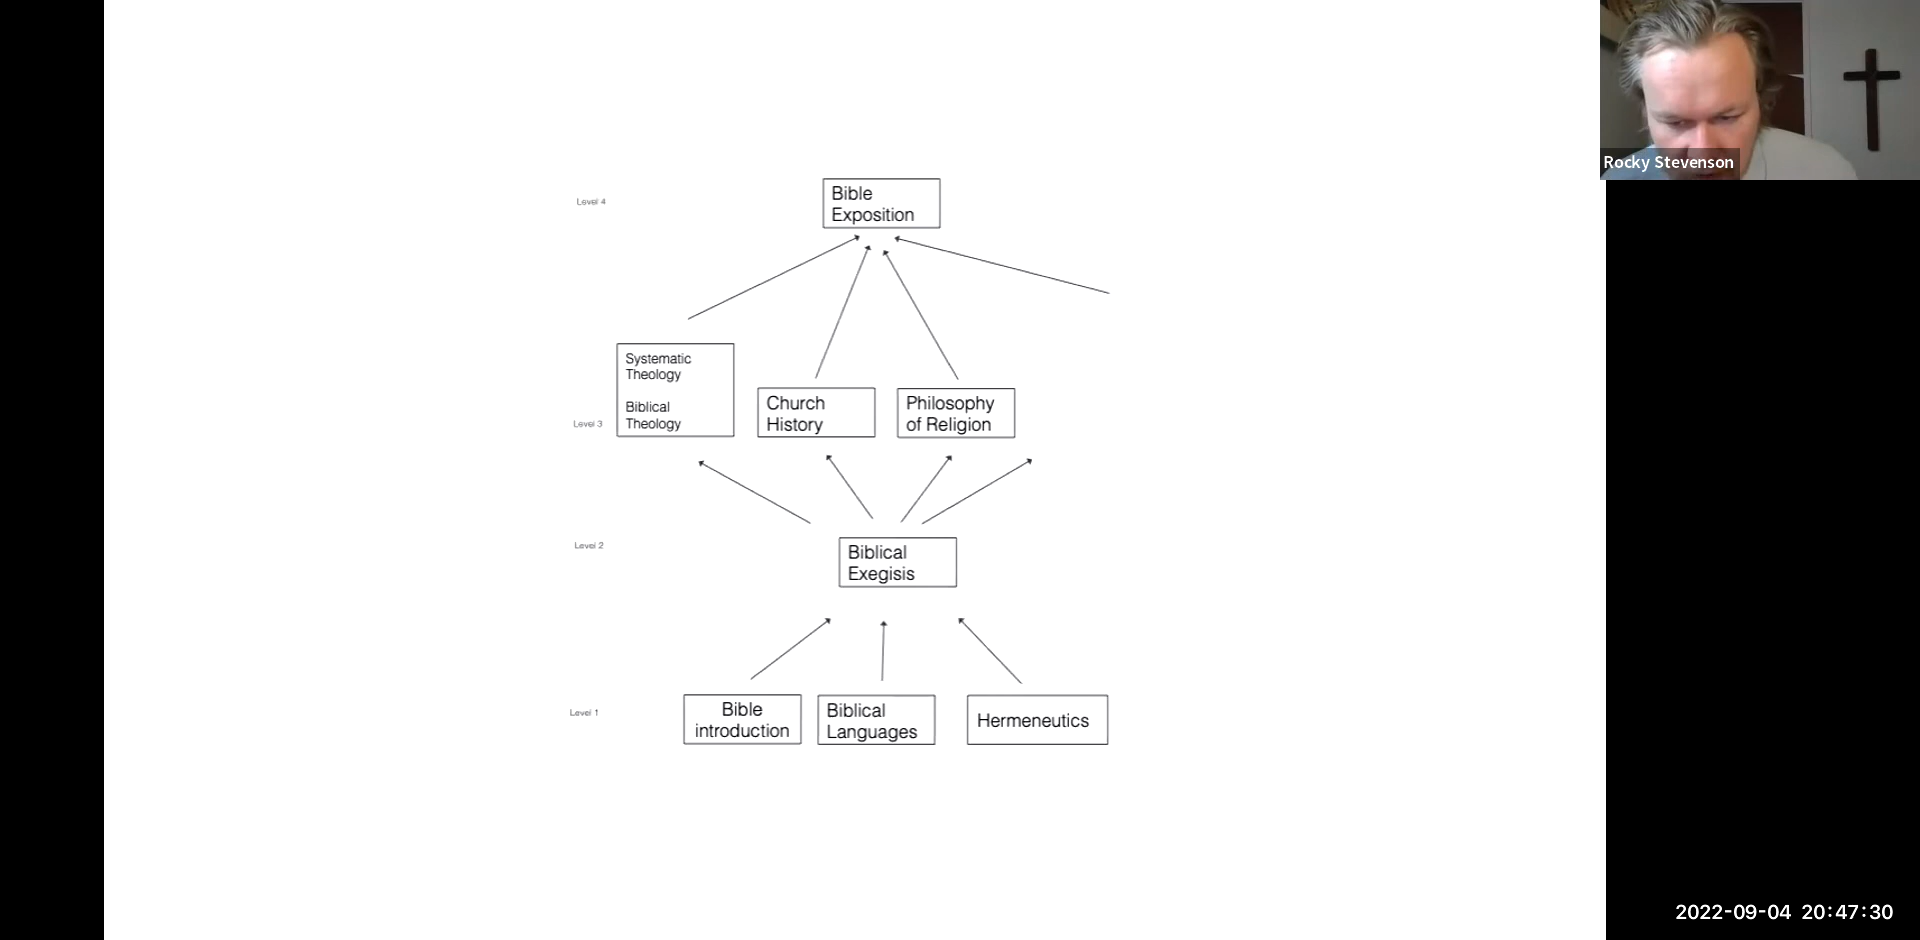 Rocky Stevenson
Level 4
Bible
Exposition
Systematic
Theology
Biblical
Theology
Level 3
Church
History
Philosophy
of Religion
Level 2
Biblical
Exegisis
Level 1
Bible
introduction
Biblical
Languages
Hermeneutics
2022-09-04 20:47:30